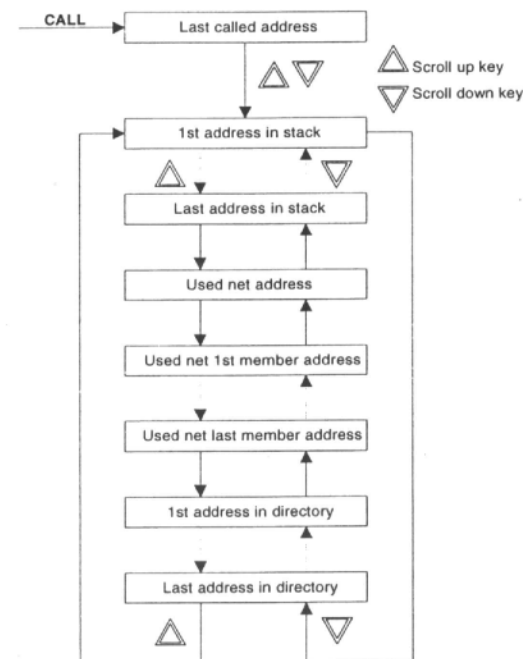 CALL
Last called address
Scroll up key
Scroll down key
1st address in stack
Last address in stack
Used net address
Used net 1st member address
Used net last member address
1st address in directory
Last address in directory